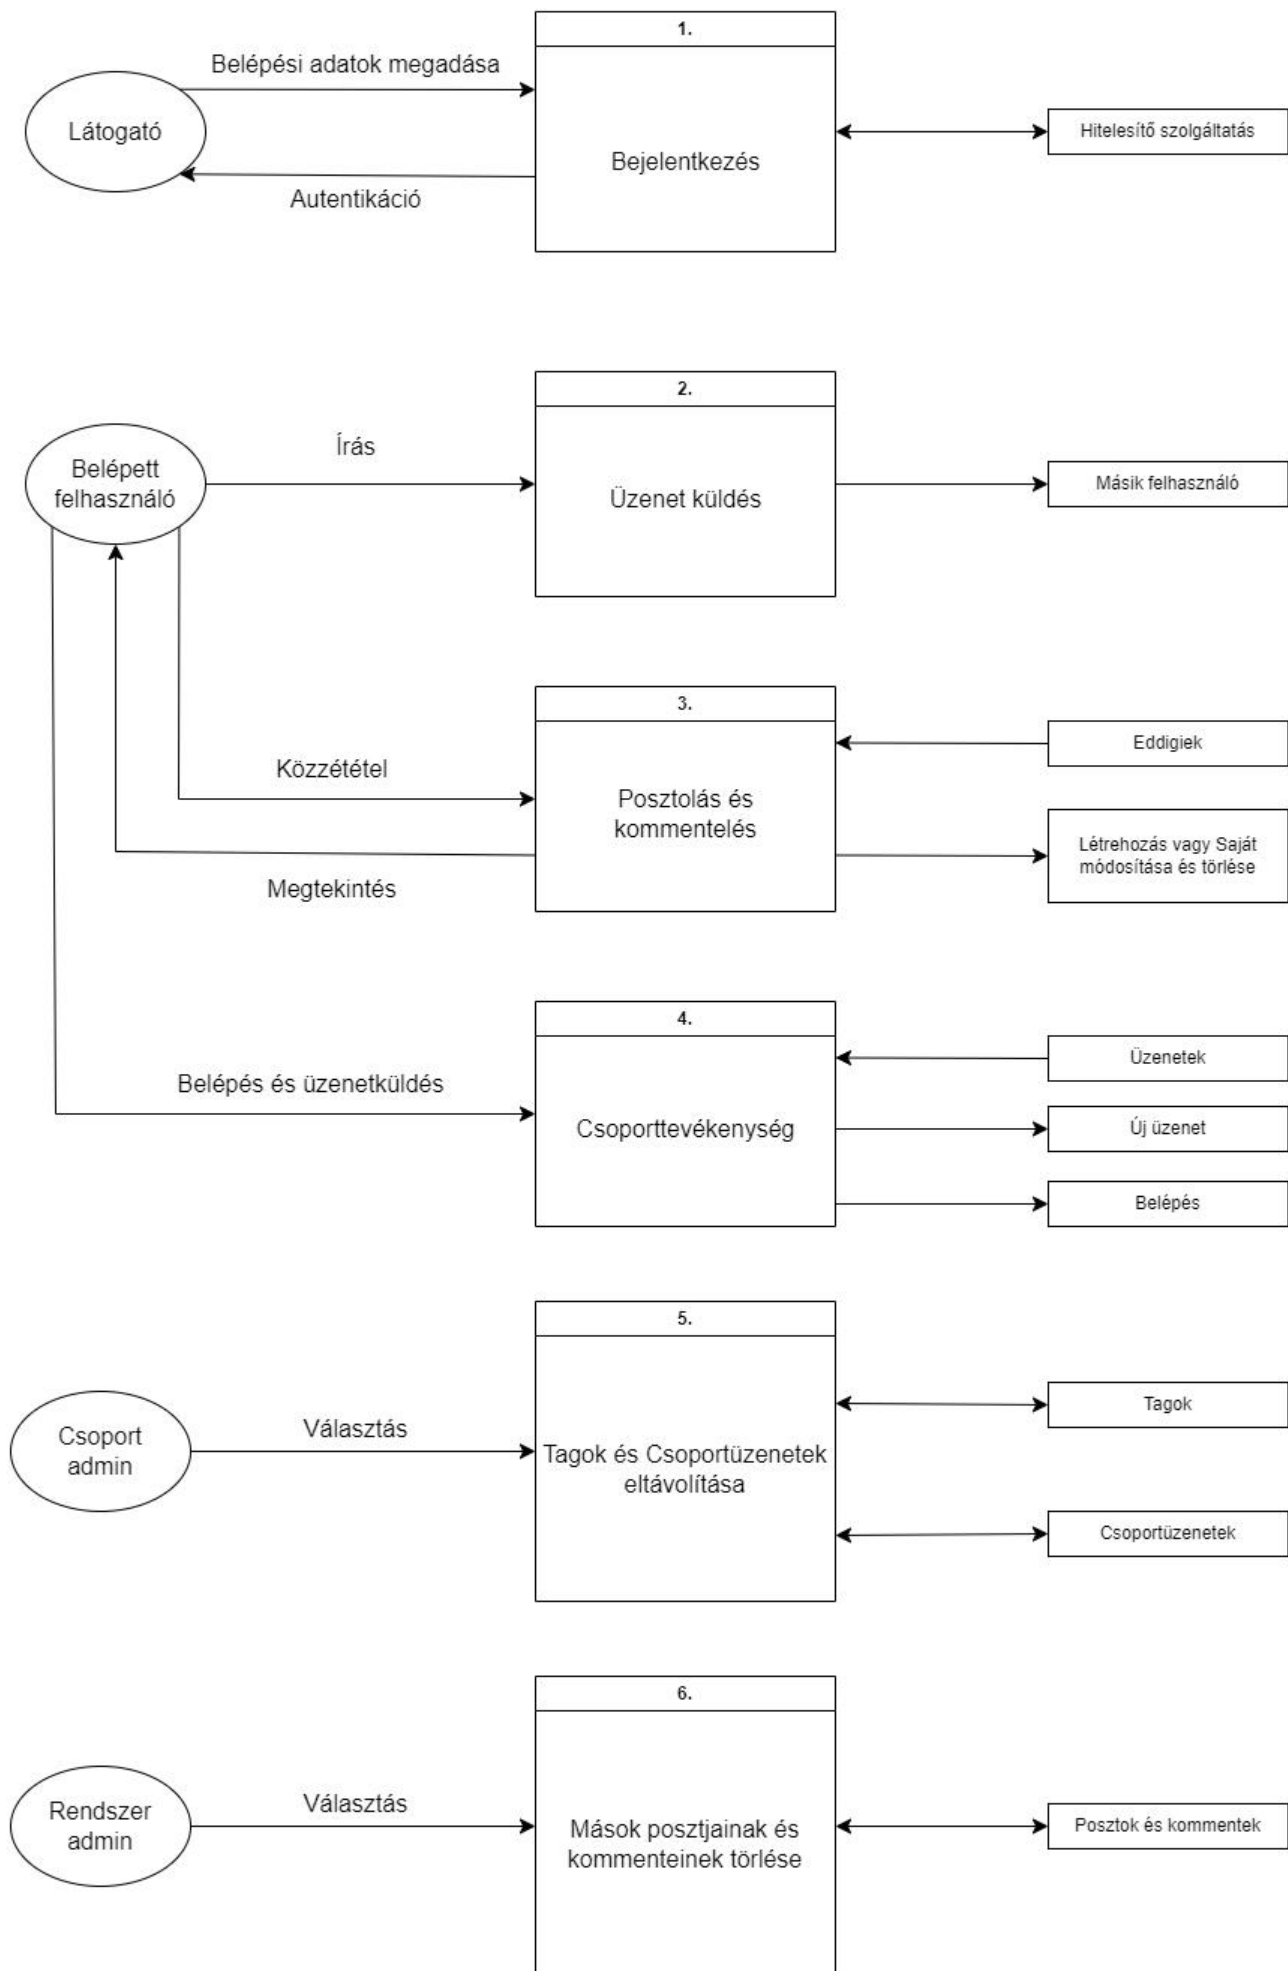 1.
Belépési adatok megadása
Látogató
Bejelentkezés
Hitelesítő szolgáltatás
Autentikáció
2.
Írás
Belépett
felhasználó
Üzenet küldés
Másik felhasználó
3.
Eddigiek
Közzététel
Posztolás és
kommentelés
Létrehozás vagy Saját
módosítása és törlése
Megtekintés
4.
Üzenetek
Belépés és üzenetküldés
Csoporttevékenység
Új üzenet
Belépés
5.
Tagok
Választás
Csoport
admin
Tagok és Csoportüzenetek
eltávolítása
Csoportüzenetek
6.
Választás
Rendszer
admin
Mások posztjainak és
kommenteinek törlése
Posztok és kommentek